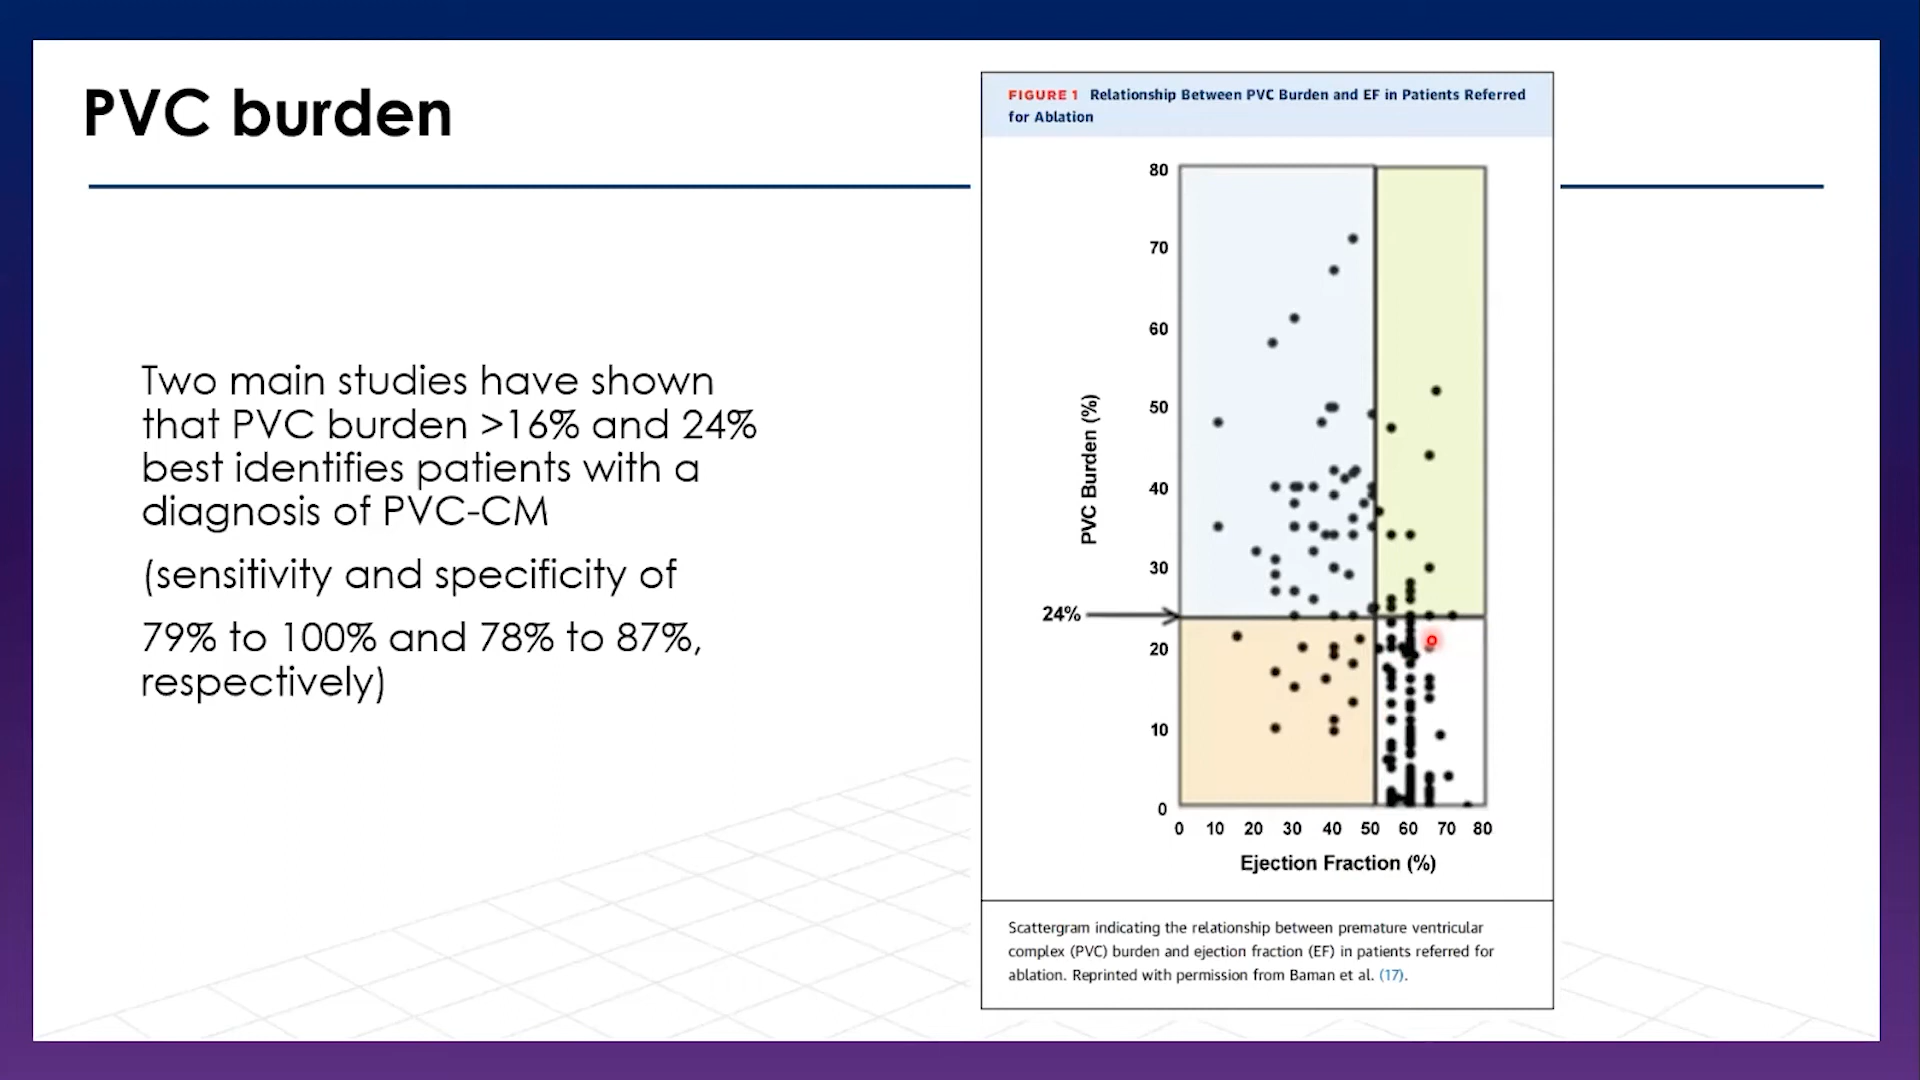 PVC burden
Two main studies have shown
that PVC burden >16% and 24%
best identifies patients with a
diagnosis of PVC-CM
(sensitivity and specificity of
79% to 100% and 78% to 87%,
respectively)
FIGURE 1 Relationship Between PVC Burden and EF in Patients Referred
for Ablation
80
70
60
50
40
30
24%
20
10
0
PVC Burden (%)
0 10 20 30 40 50 60 70 80
Ejection Fraction (%)
Scattergram indicating the relationship between premature ventricular
complex (PVC) burden and ejection fraction (EF) in patients referred for
ablation. Reprinted with permission from Baman et al. (17).